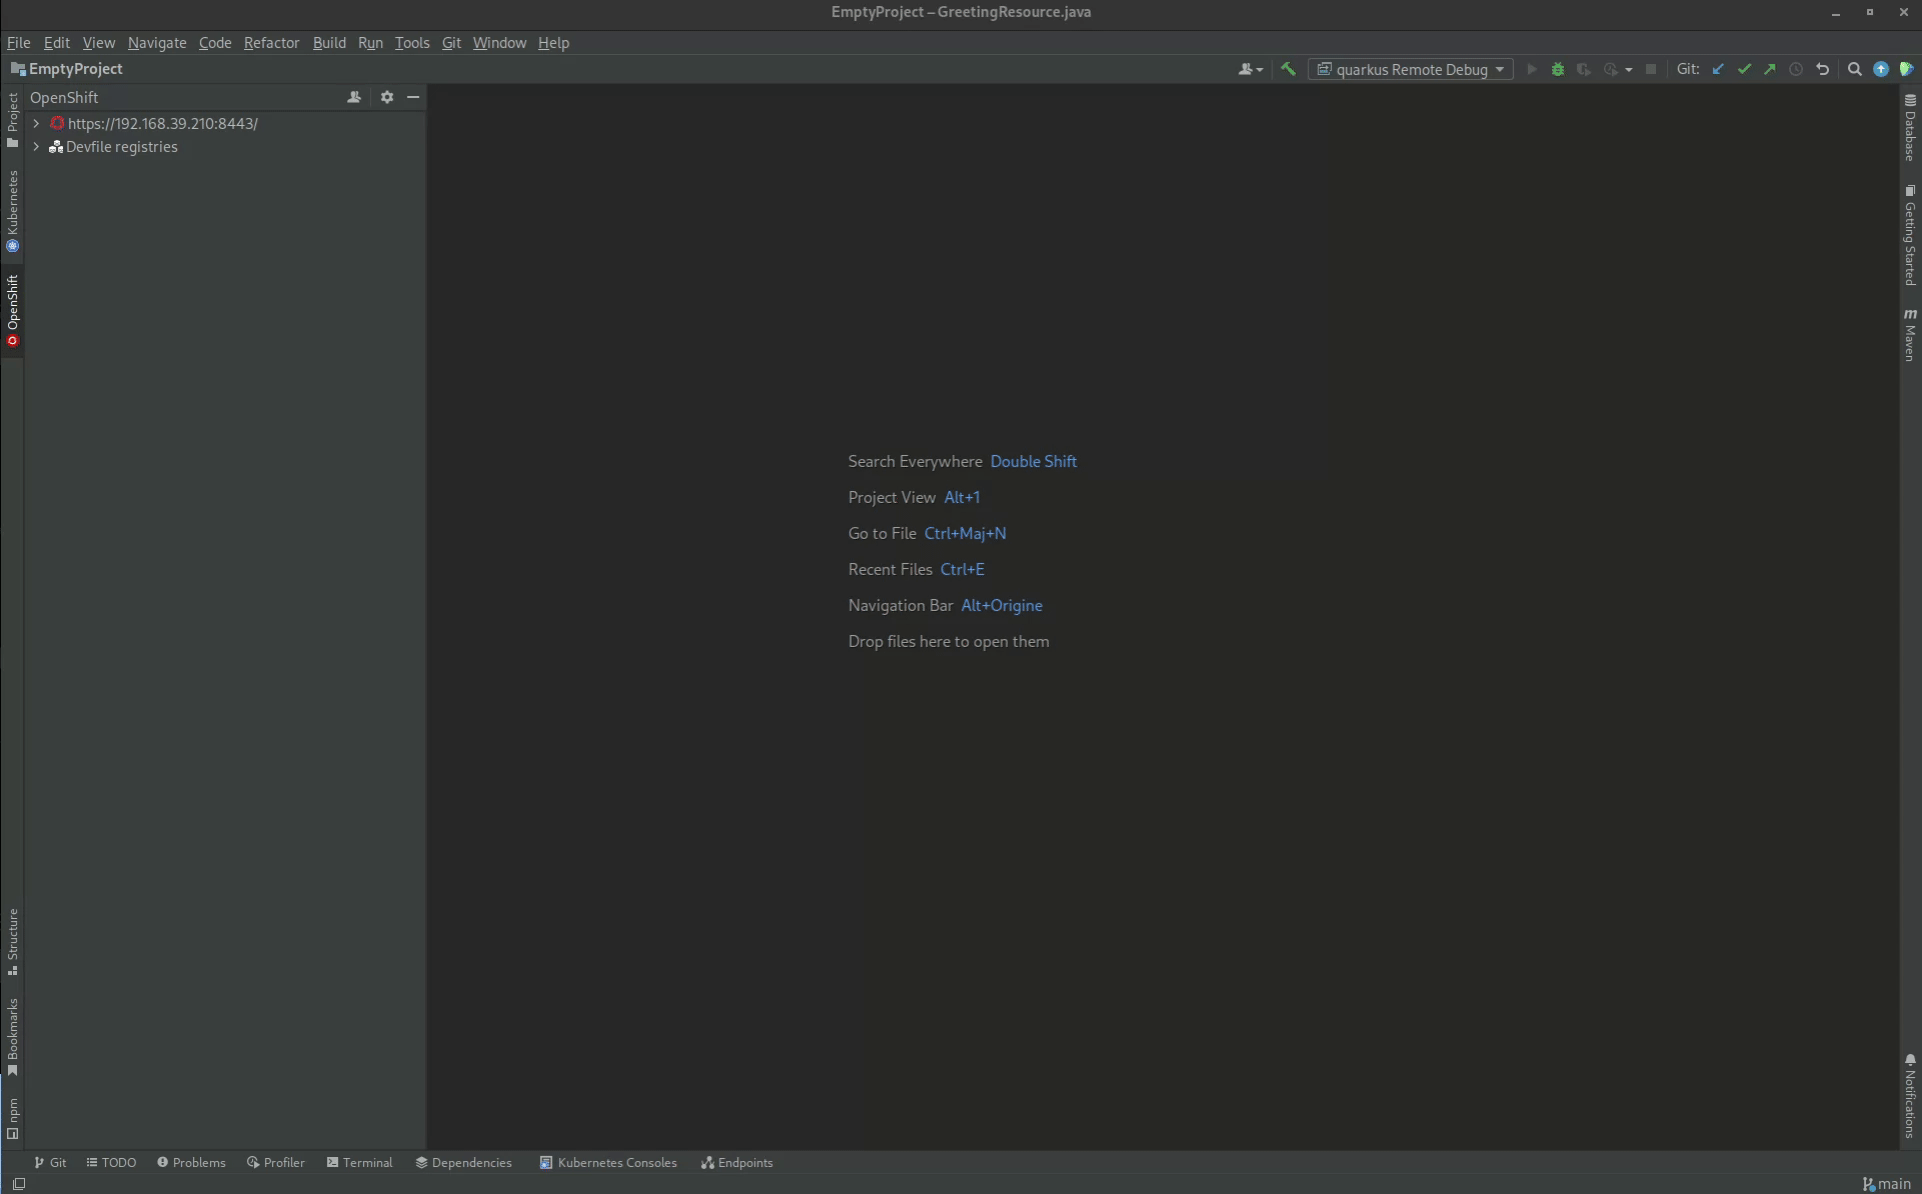 EmptyProject – GreetingResource.java
File Edit View Navigate Code Refactor Build Run Tools Git Window Help
EmptyProject
quarkus Remote Debug
Git:
OpenShift
https://192.168.39.210:8443/
Devfile registries
Project
Kubernetes
OpenShift
Structure
Bookmarks
npm
Search Everywhere Double Shift
Project View Alt+1
Go to File Ctrl+Maj+N
Recent Files Ctrl+E
Navigation Bar Alt+Origine
Drop files here to open them
Database
Getting Started
m Maven
Notifications
Git TODO Problems Profiler Terminal Dependencies Kubernetes Consoles Endpoints
main